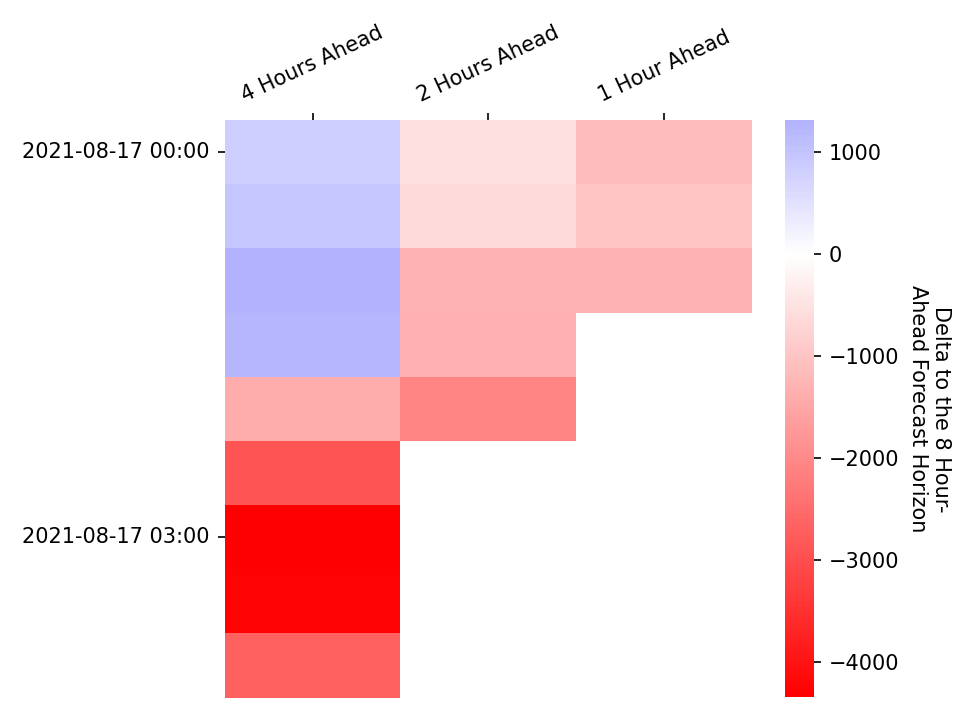 4 Hours Ahead
2 Hours Ahead
1 Hour Ahead
2021-08-17 00:00
2021-08-17 03:00
1000
0
−1000
−2000
−3000
−4000
Delta to the 8 Hour-
Ahead Forecast Horizon